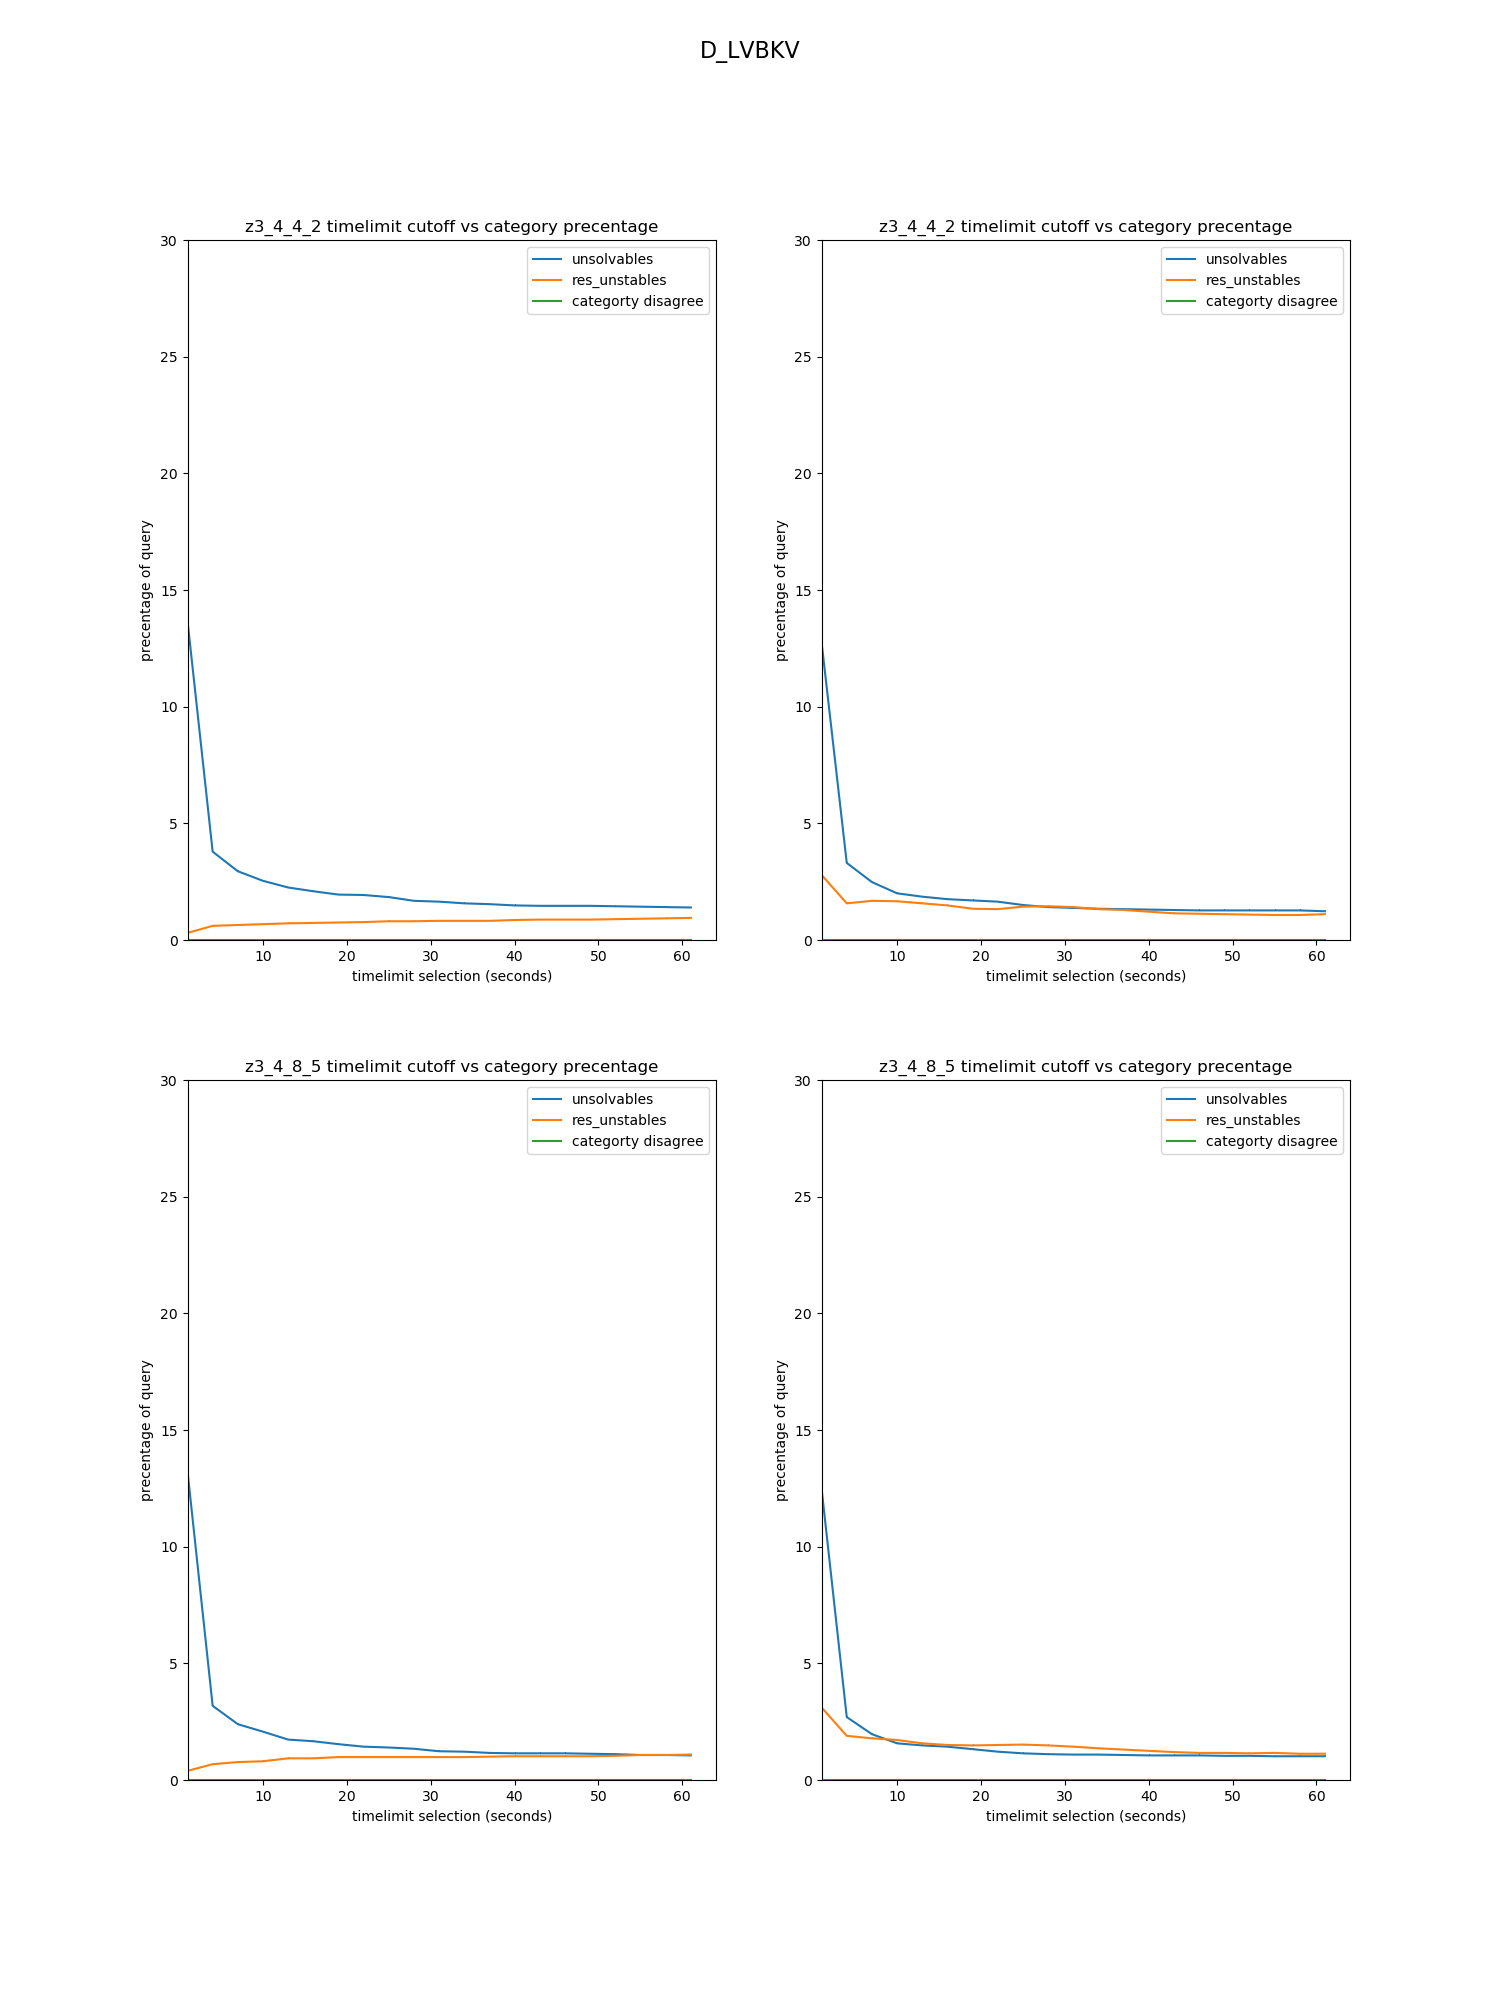 D_LVBKV
z3_4_4_2 timelimit cutoff vs category precentage
30
25
20
15
10
5
0
precentage of query
unsolvables
res_unstables
categorty disagree
10 20 30 40 50 60
timelimit selection (seconds)
z3_4_4_2 timelimit cutoff vs category precentage
30
25
20
15
10
5
0
precentage of query
unsolvables
res_unstables
categorty disagree
10 20 30 40 50 60
timelimit selection (seconds)
z3_4_8_5 timelimit cutoff vs category precentage
30
25
20
15
10
5
0
precentage of query
unsolvables
res_unstables
categorty disagree
10 20 30 40 50 60
timelimit selection (seconds)
z3_4_8_5 timelimit cutoff vs category precentage
30
25
20
15
10
5
0
precentage of query
unsolvables
res_unstables
categorty disagree
10 20 30 40 50 60
timelimit selection (seconds)